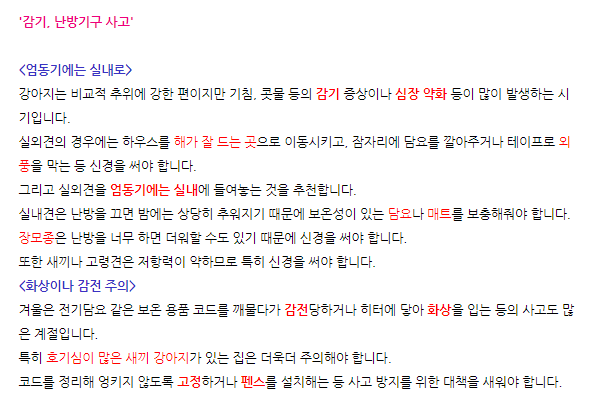 '감기, 난방기구 사고'
<엄동기에는 실내로>
강아지는 비교적 추위에 강한 편이지만 기침, 콧물 등의 감기 증상이나 심장 약화 등이 많이 발생하는 시
기입니다.
실외견의 경우에는 하우스를 해가 잘 드는 곳으로 이동시키고, 잠자리에 담요를 깔아주거나 테이프로 외
풍을 막는 등 신경을 써야 합니다.
그리고 실외견을 엄동기에는 실내에 들여놓는 것을 추천합니다.
실내견은 난방을 끄면 밤에는 상당히 추워지기 때문에 보온성이 있는 담요나 매트를 보충해줘야 합니다.
장모종은 난방을 너무 하면 더워할 수도 있기 때문에 신경을 써야 합니다.
또한 새끼나 고령견은 저항력이 약하므로 특히 신경을 써야 합니다.
<화상이나 감전 주의>
겨울은 전기담요 같은 보온 용품 코드를 깨물다가 감전당하거나 히터에 닿아 화상을 입는 등의 사고도 많
은 계절입니다.
특히 호기심이 많은 새끼 강아지가 있는 집은 더욱더 주의해야 합니다.
코드를 정리해 엉키지 않도록 고정하거나 펜스를 설치해는 등 사고 방지를 위한 대책을 새워야 합니다.